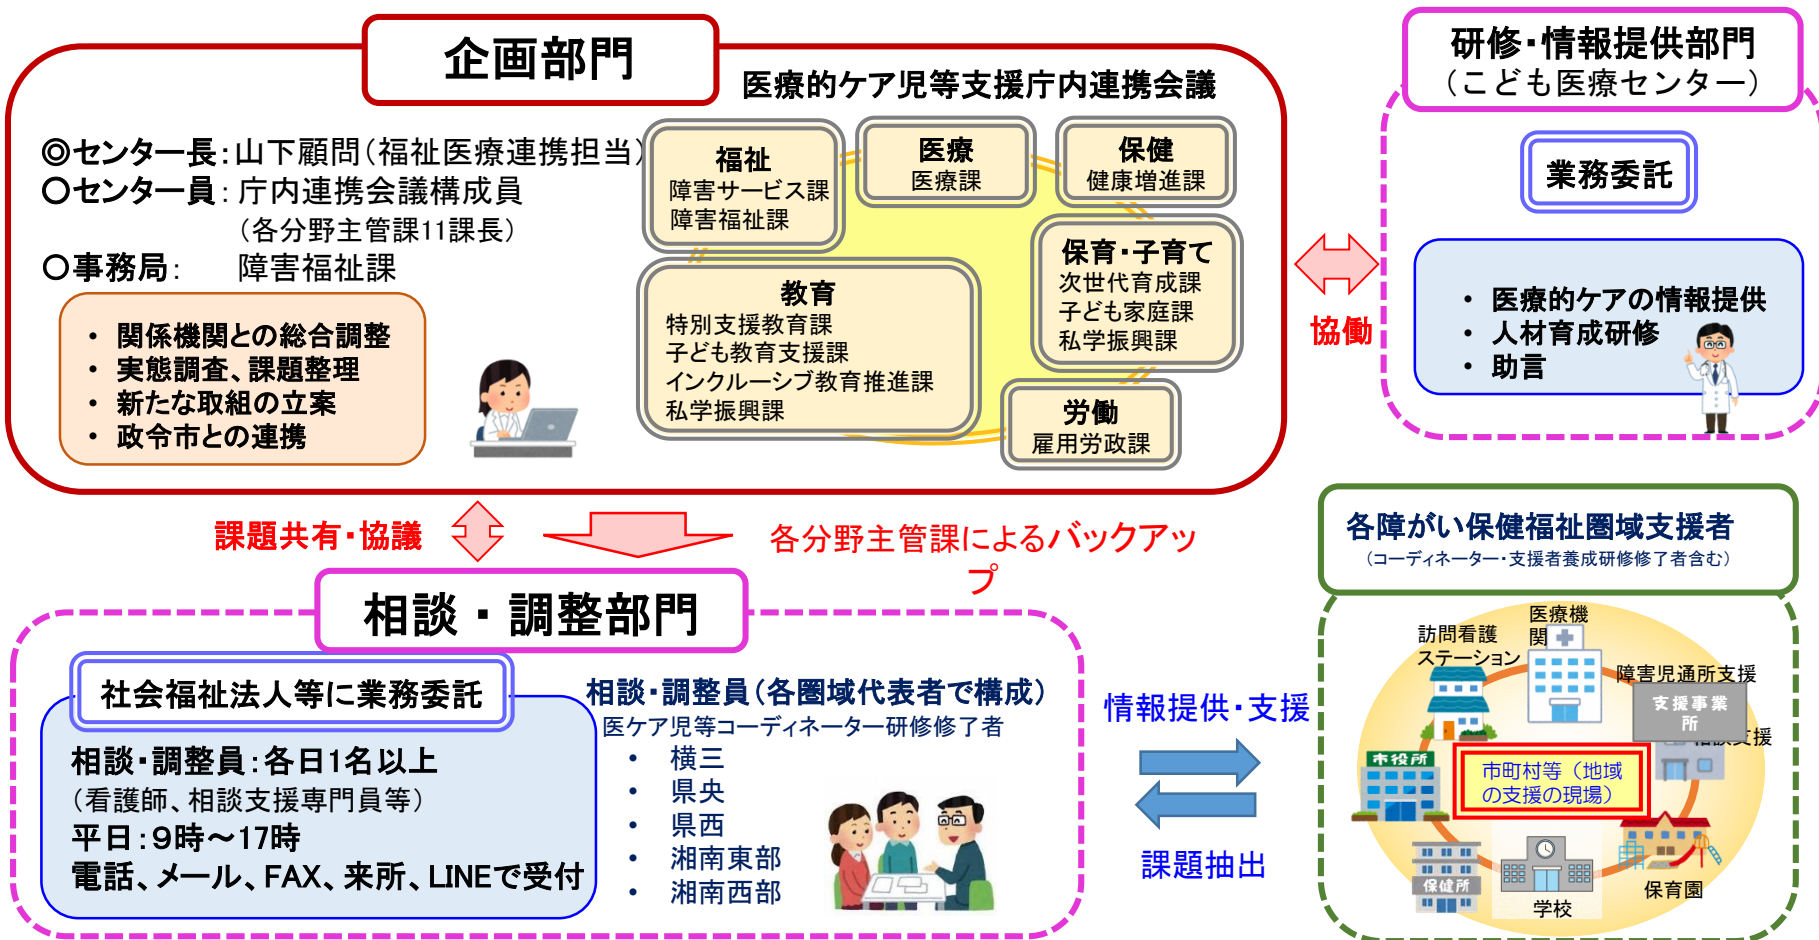 企画部門
医療的ケア児等支援庁内連携会議
◎センター長：山下顧問（福祉医療連携担当）
〇センター員：庁内連携会議構成員
（各分野主管課11課長）
〇事務局：　障害福祉課
・ 関係機関との総合調整
・ 実態調査、課題整理
・ 新たな取組の立案
・ 政令市との連携
福祉
障害サービス課
障害福祉課
医療
医療課
保健
健康増進課
保育・子育て
次世代育成課
子ども家庭課
私学振興課
教育
特別支援教育課
子ども教育支援課
インクルーシブ教育推進課
私学振興課
労働
雇用労政課
協働
研修・情報提供部門
（こども医療センター）
業務委託
・ 医療的ケアの情報提供
・ 人材育成研修
・ 助言
課題共有・協議
各分野主管課によるバックアッ
プ
相談・調整部門
社会福祉法人等に業務委託
相談・調整員：各日1名以上
（看護師、相談支援専門員等）
平日：9時～17時
電話、メール、FAX、来所、LINEで受付
相談・調整員（各圏域代表者で構成）
医ケア児等コーディネーター研修修了者
・ 横三
・ 県央
・ 県西
・ 湘南東部
・ 湘南西部
情報提供・支援
課題抽出
各障がい保健福祉圏域支援者
（コーディネーター・支援者養成研修修了者含む）
医療機
関
訪問看護
ステーション
障害児通所支援
支援事業
所
相談支援
市役所
市町村等（地域
の支援の現場）
保健所
学校
保育園